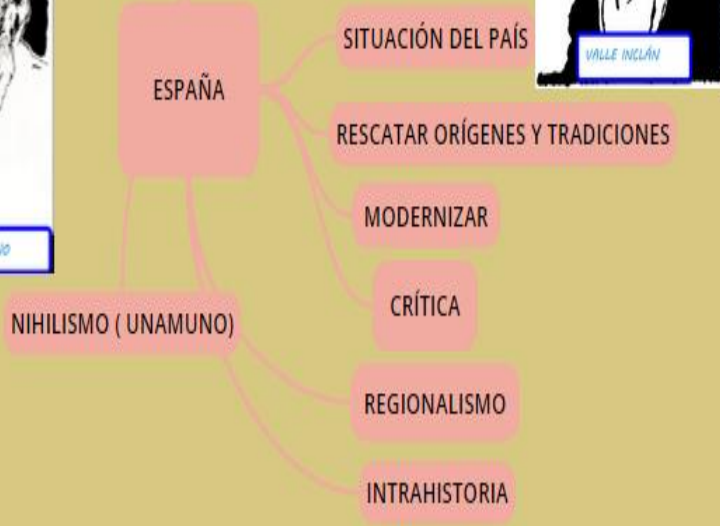 SITUACIÓN DEL PAÍS
VALLE INCLÁN
ESPAÑA
RESCATAR ORÍGENES Y TRADICIONES
MODERNIZAR
CRÍTICA
NIHILISMO ( UNAMUNO)
REGIONALISMO
INTRAHISTORIA